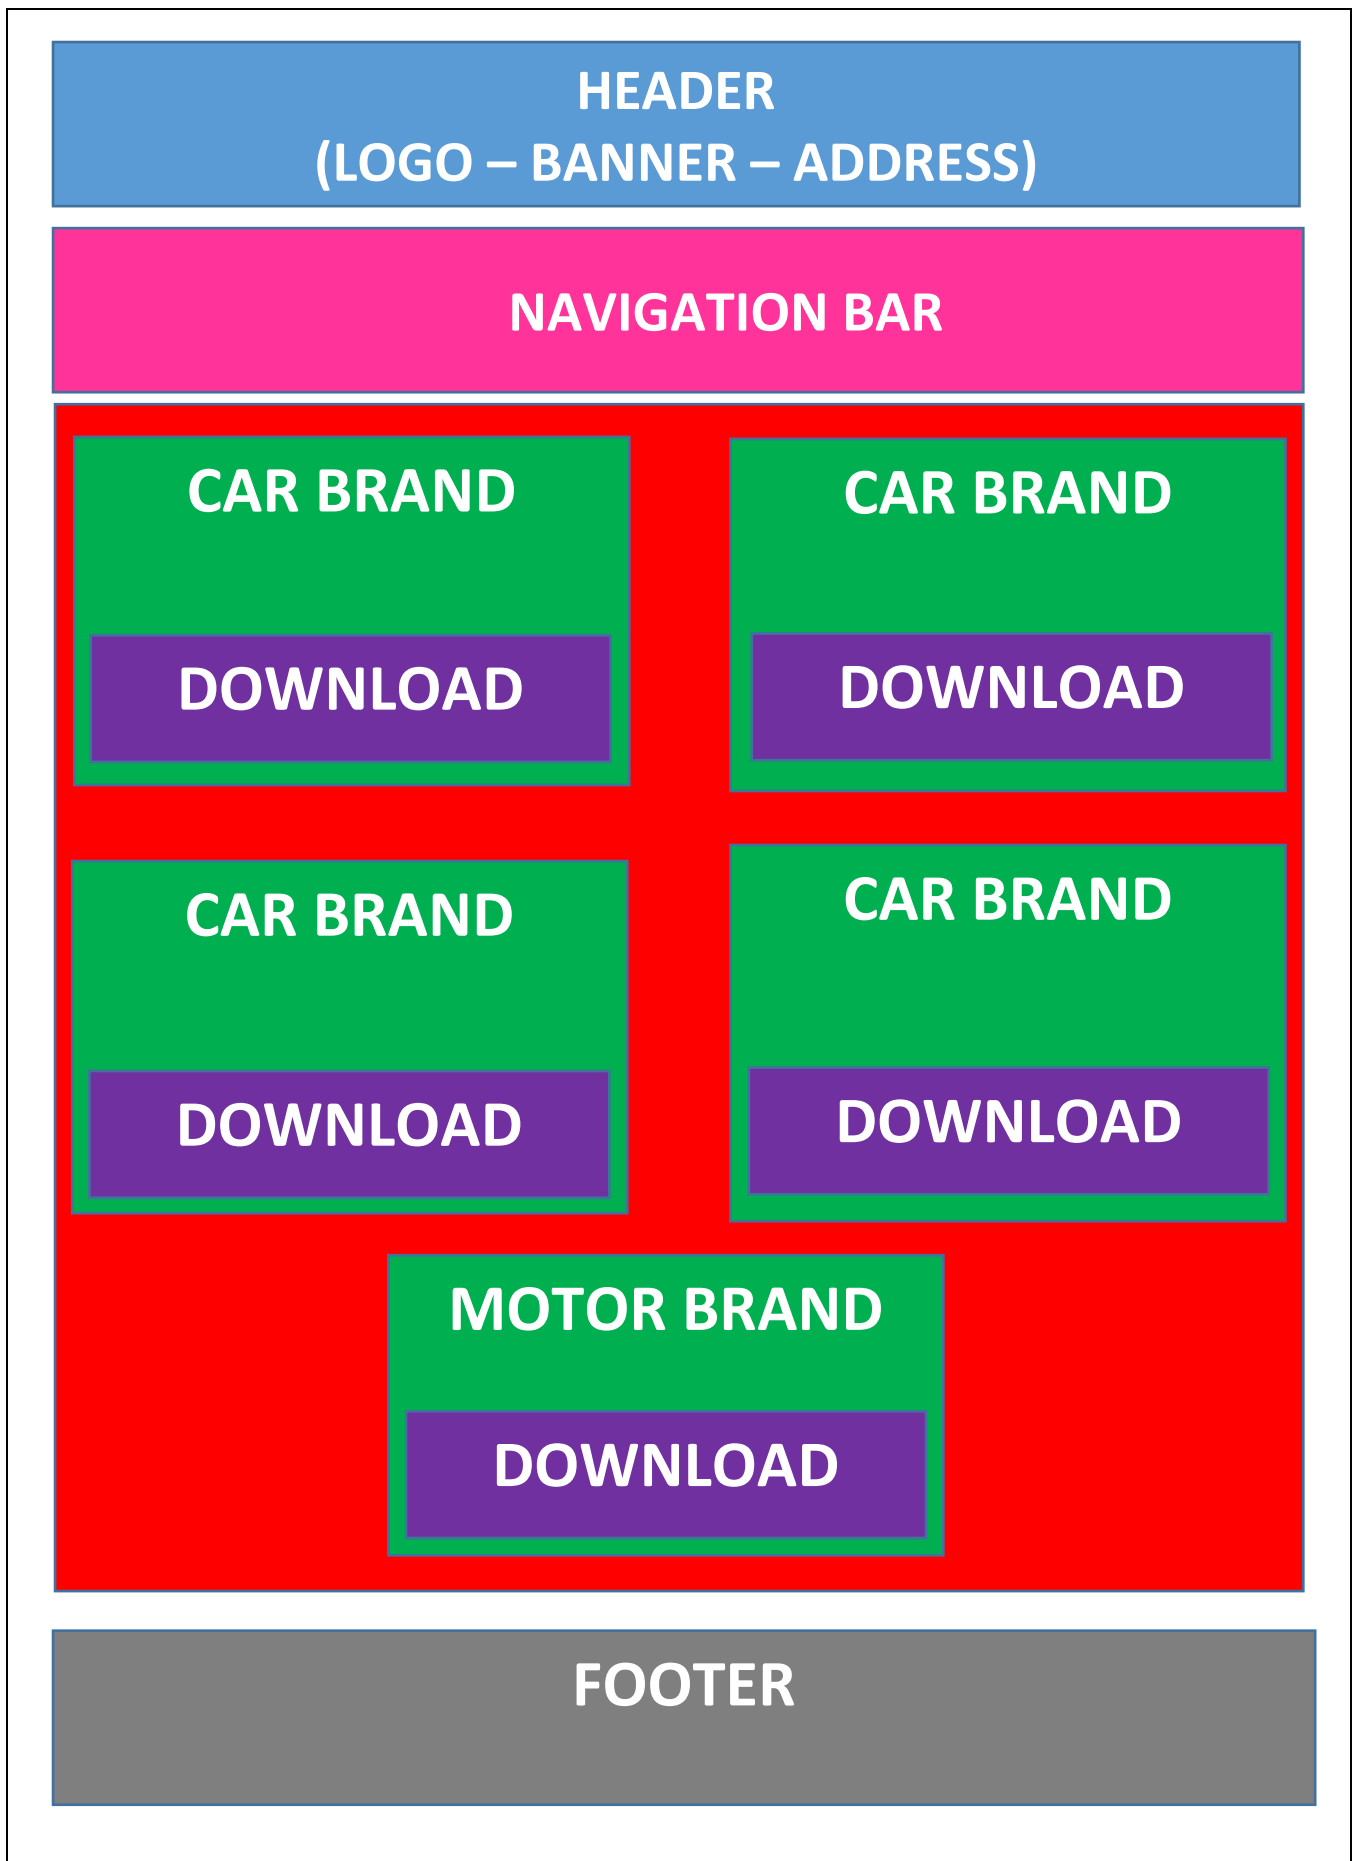 HEADER
(LOGO – BANNER – ADDRESS)
NAVIGATION BAR
CAR BRAND
DOWNLOAD
CAR BRAND
DOWNLOAD
CAR BRAND
DOWNLOAD
CAR BRAND
DOWNLOAD
MOTOR BRAND
DOWNLOAD
FOOTER